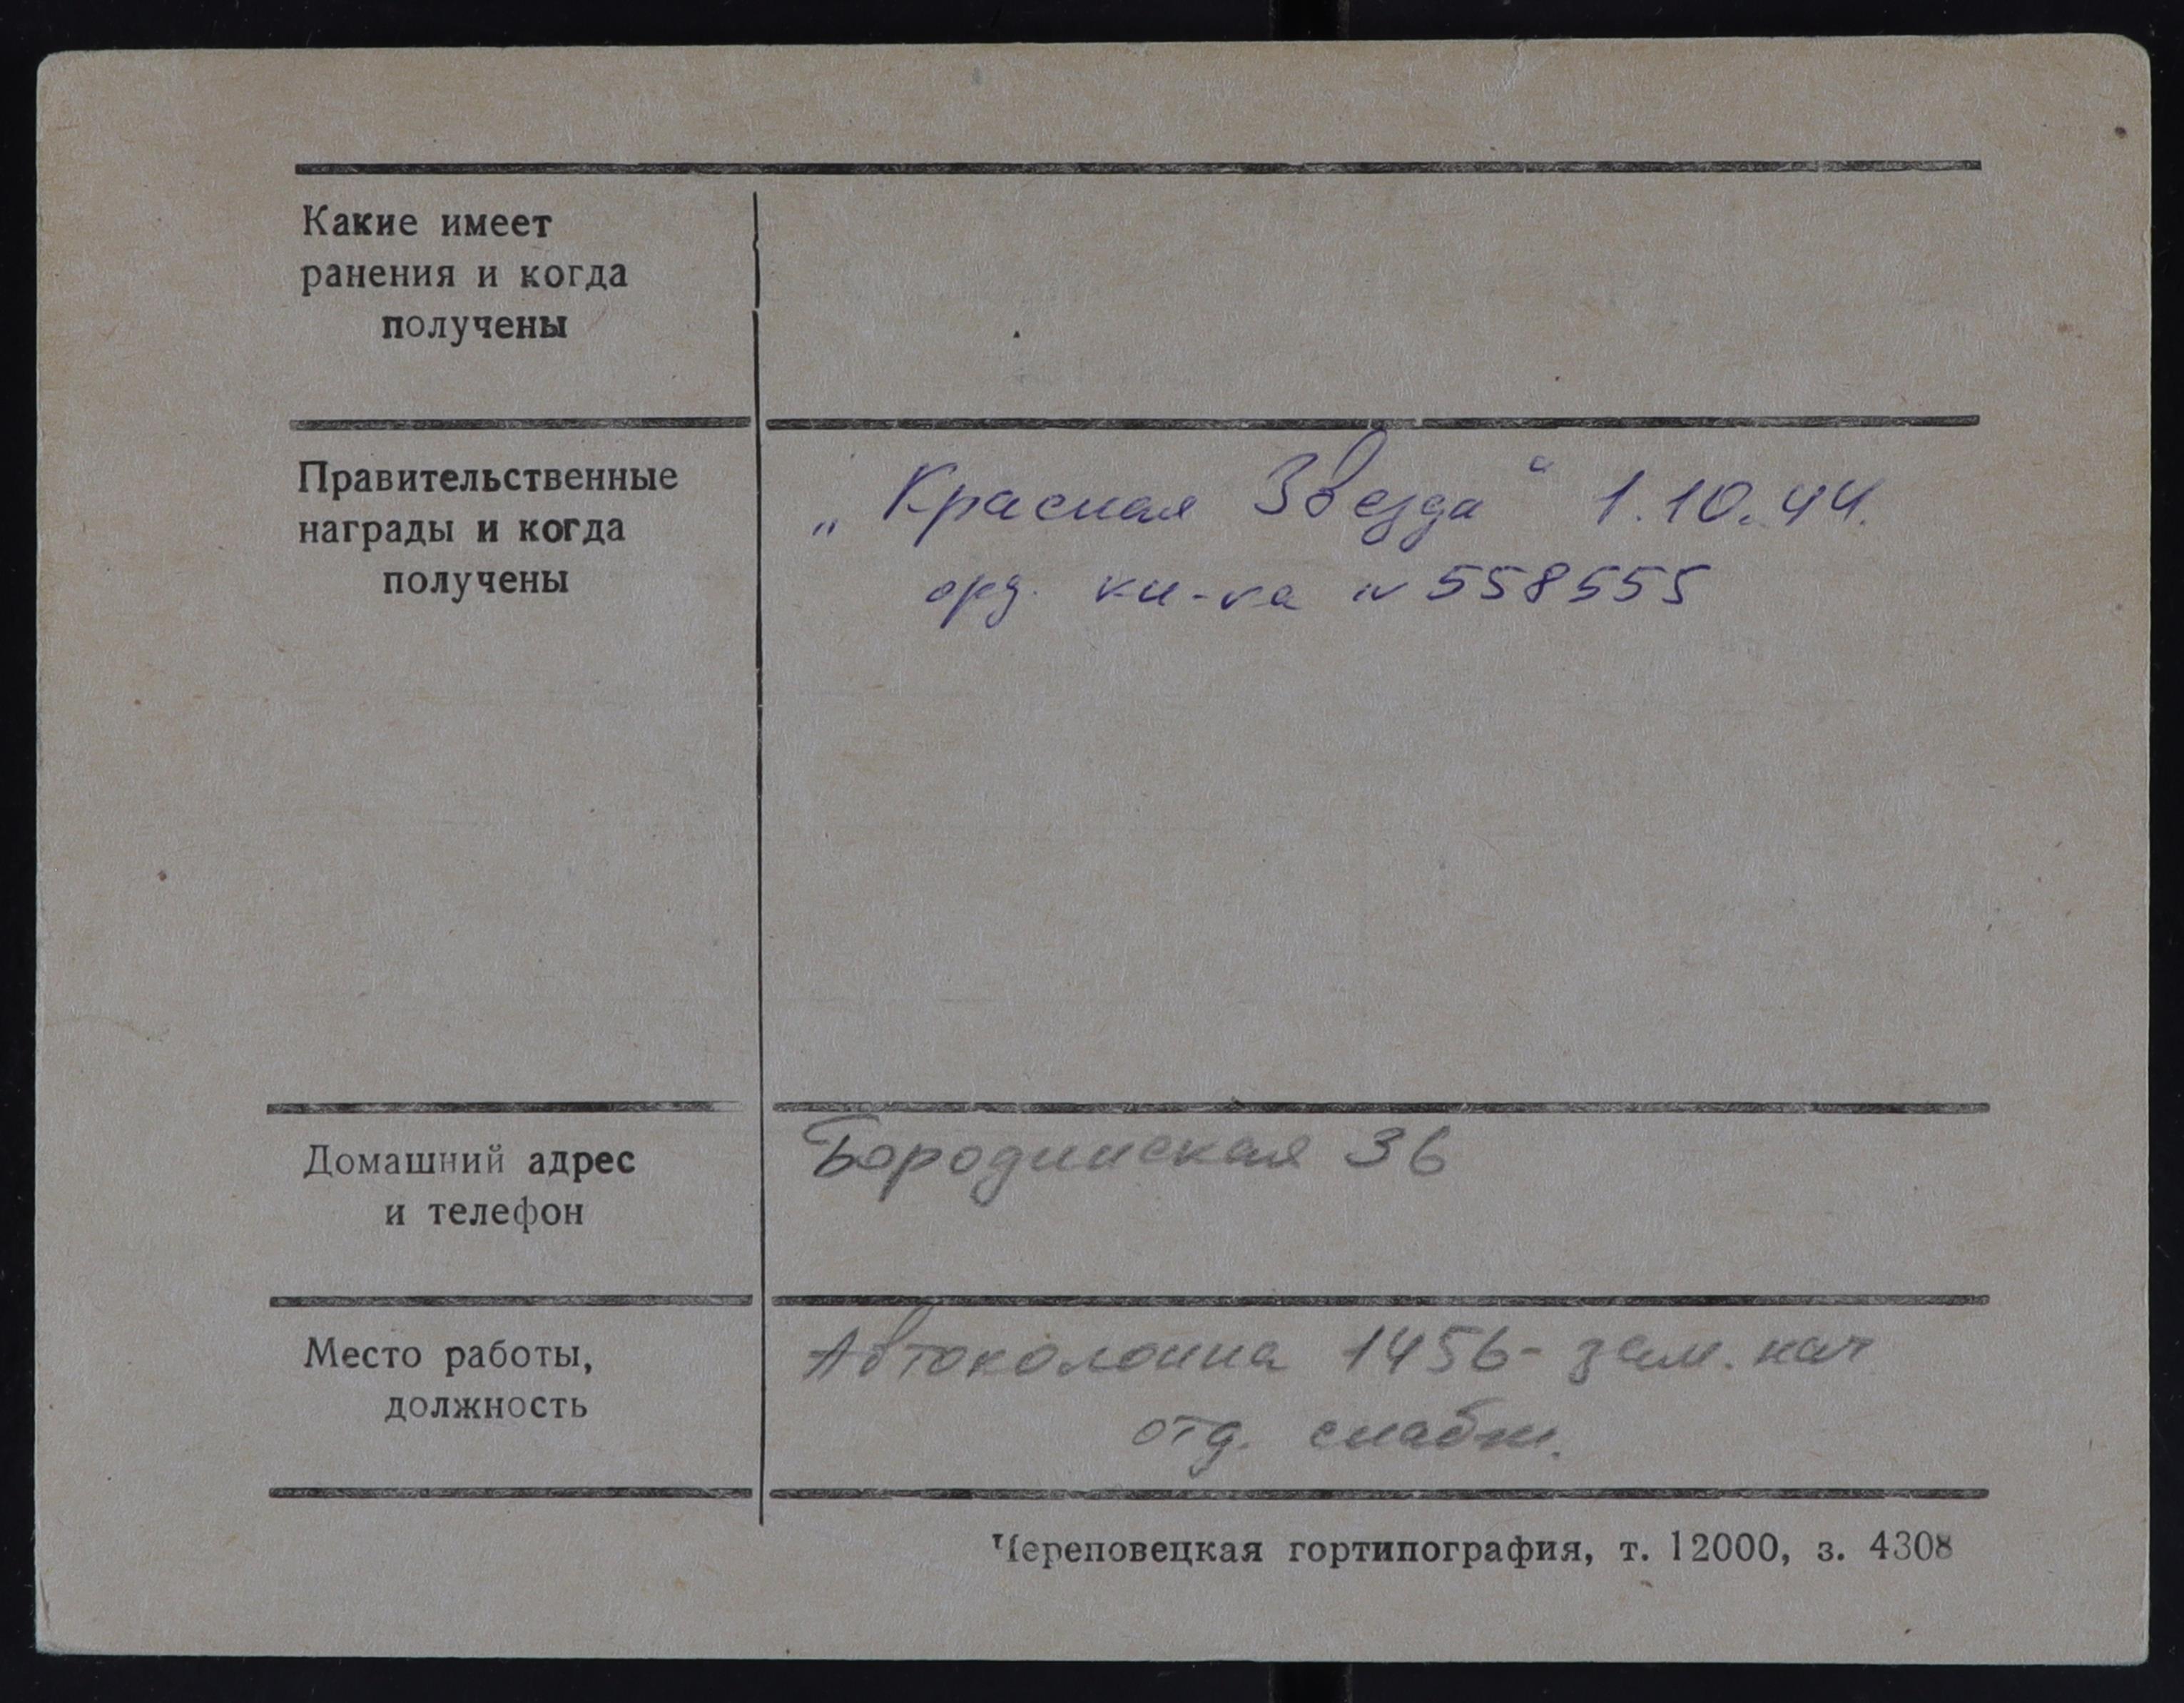 Какие имеет
ранения и когда
получены
Правительственные
награды и когда
получены
„Красная Звезда“ 1.10.44.
орд. кн-ка № 558555
Домашний адрес
и телефон
Бородинская 36
Место работы,
должность
Автоколонна 1456 - зам. нач
отд. снабж.
Череповецкая гортипография, т. 12000, з. 4308